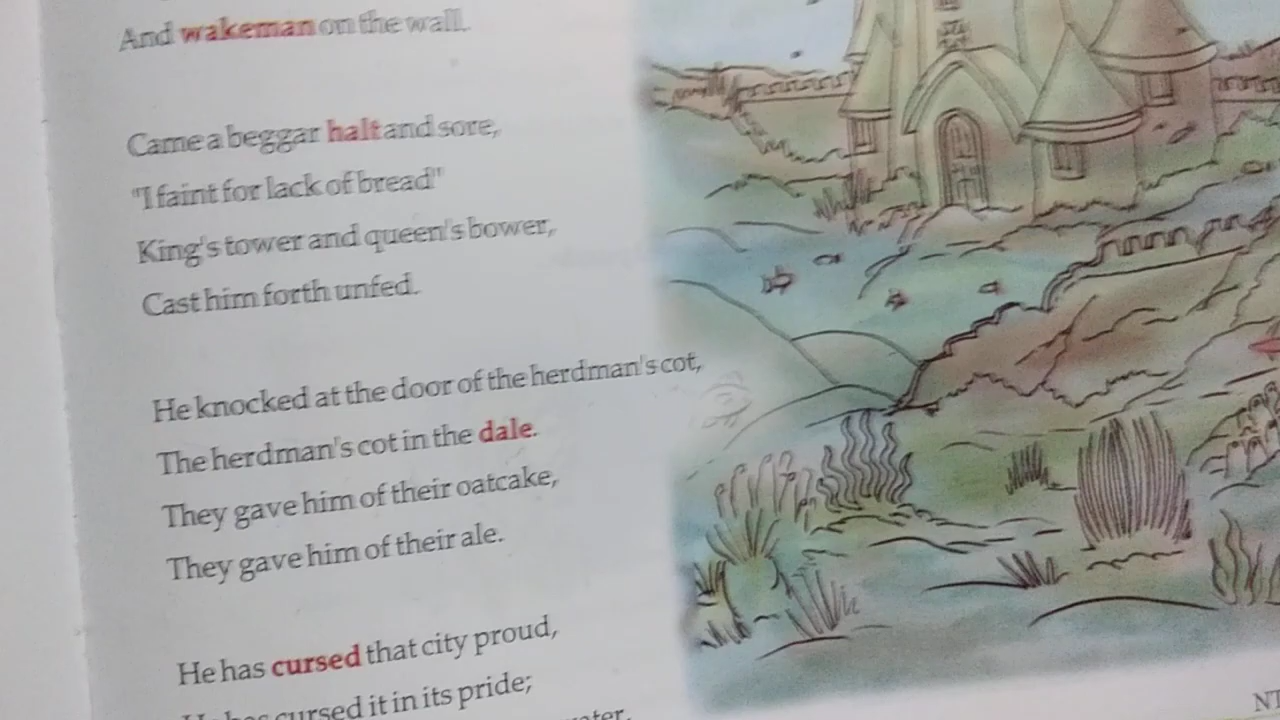 And wakeman on the wall.
Came a beggar halt and sore,
"I faint for lack of bread"
King's tower and queen's bower,
Cast him forth unfed.
He knocked at the door of the herdman's cot,
The herdman's cot in the dale.
They gave him of their oatcake,
They gave him of their ale.
He has cursed that city proud,
He has cursed it in its pride;
water,